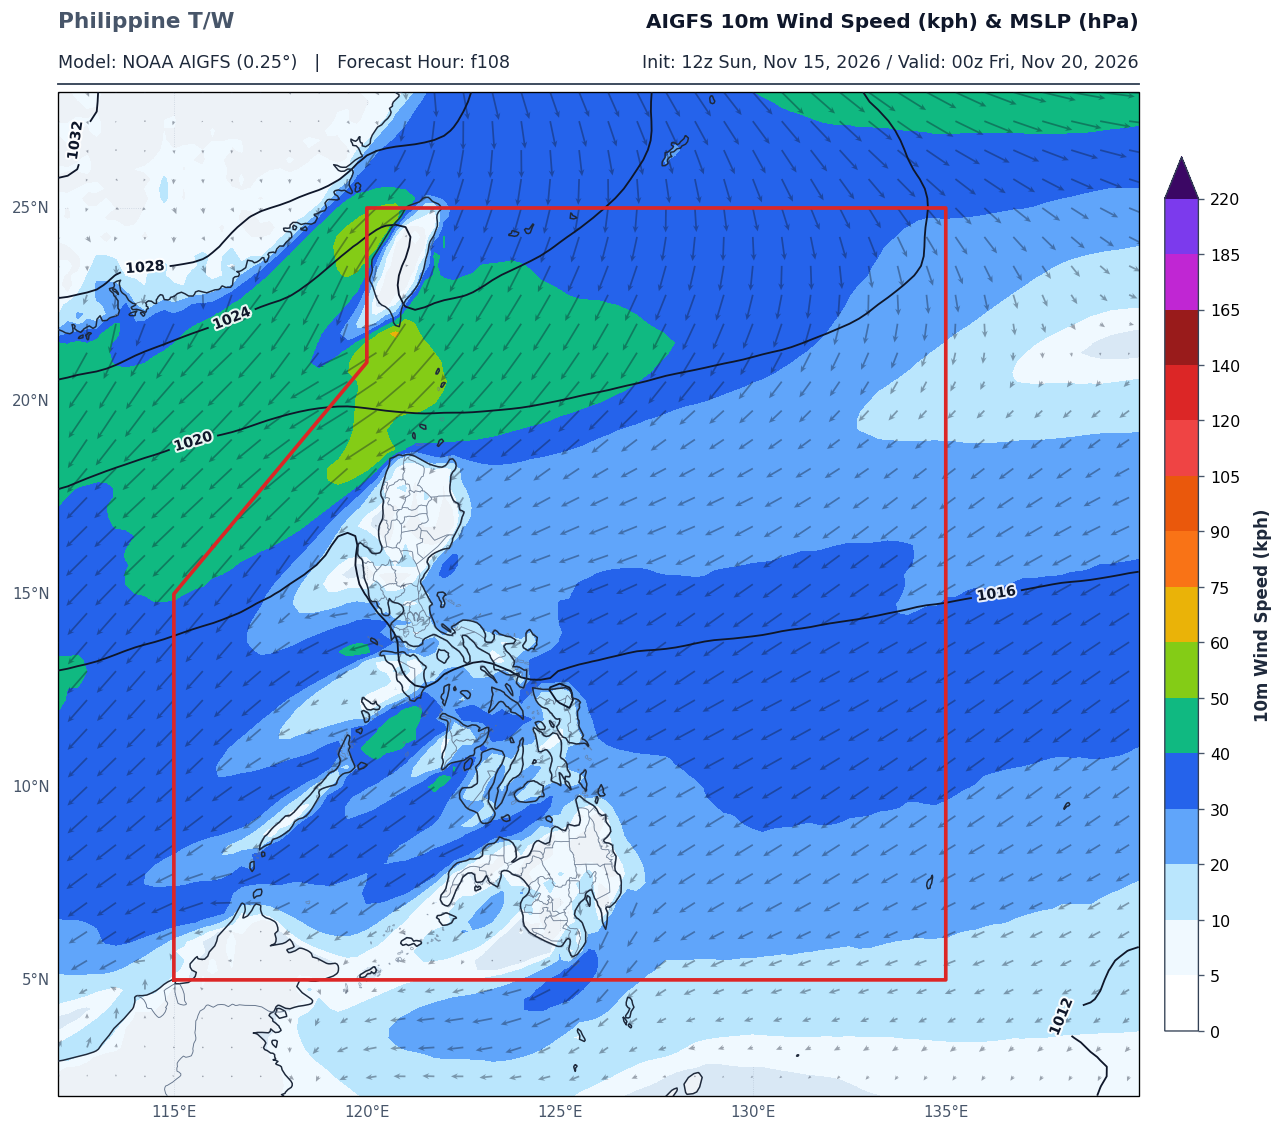 Philippine T/W
AIGFS 10m Wind Speed (kph) & MSLP (hPa)
Model: NOAA AIGFS (0.25°) | Forecast Hour: f108
Init: 12z Sun, Nov 15, 2026 / Valid: 00z Fri, Nov 20, 2026
1032
1028
1024
1020
1016
1012
25°N
20°N
15°N
10°N
5°N
115°E
120°E
125°E
130°E
135°E
220
185
165
140
120
105
90
75
60
50
40
30
20
10
5
0
10m Wind Speed (kph)